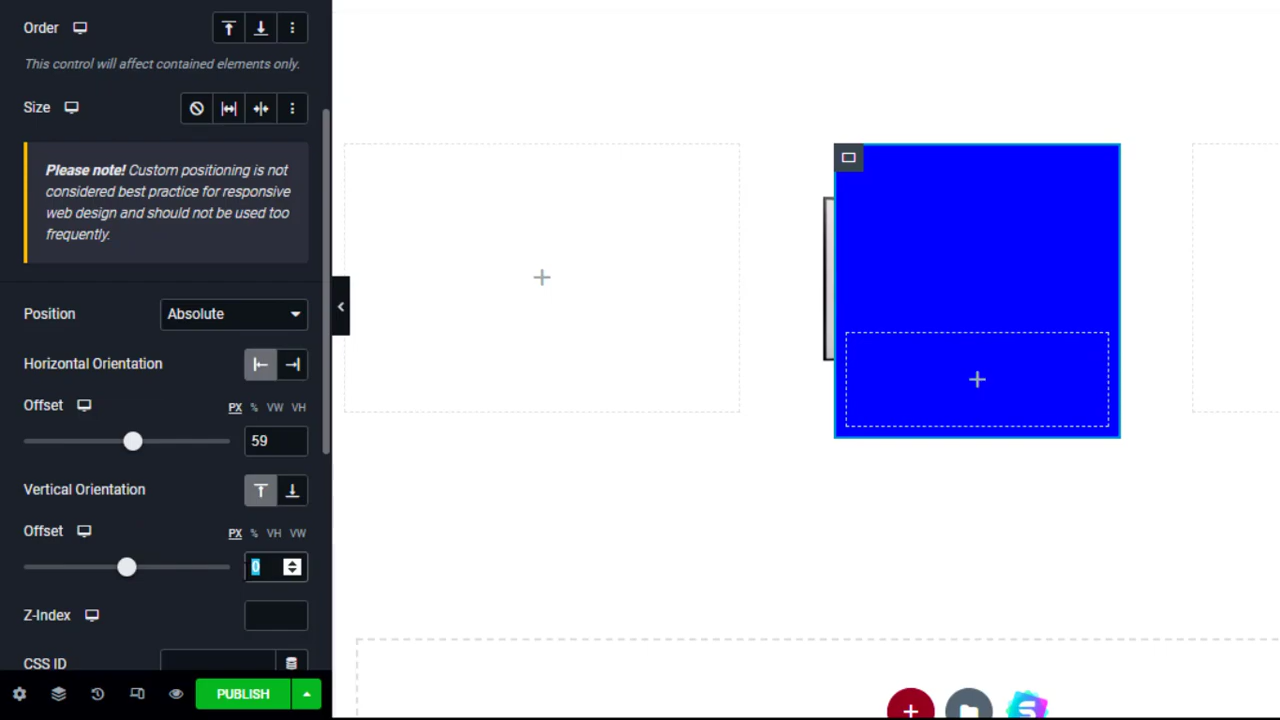 Order
This control will affect contained elements only.
Size
Please note! Custom positioning is not
considered best practice for responsive
web design and should not be used too
frequently.
Position Absolute
Horizontal Orientation
Offset PX % VW VH
59
Vertical Orientation
Offset PX % VH VW
0
Z-Index
CSS ID
PUBLISH